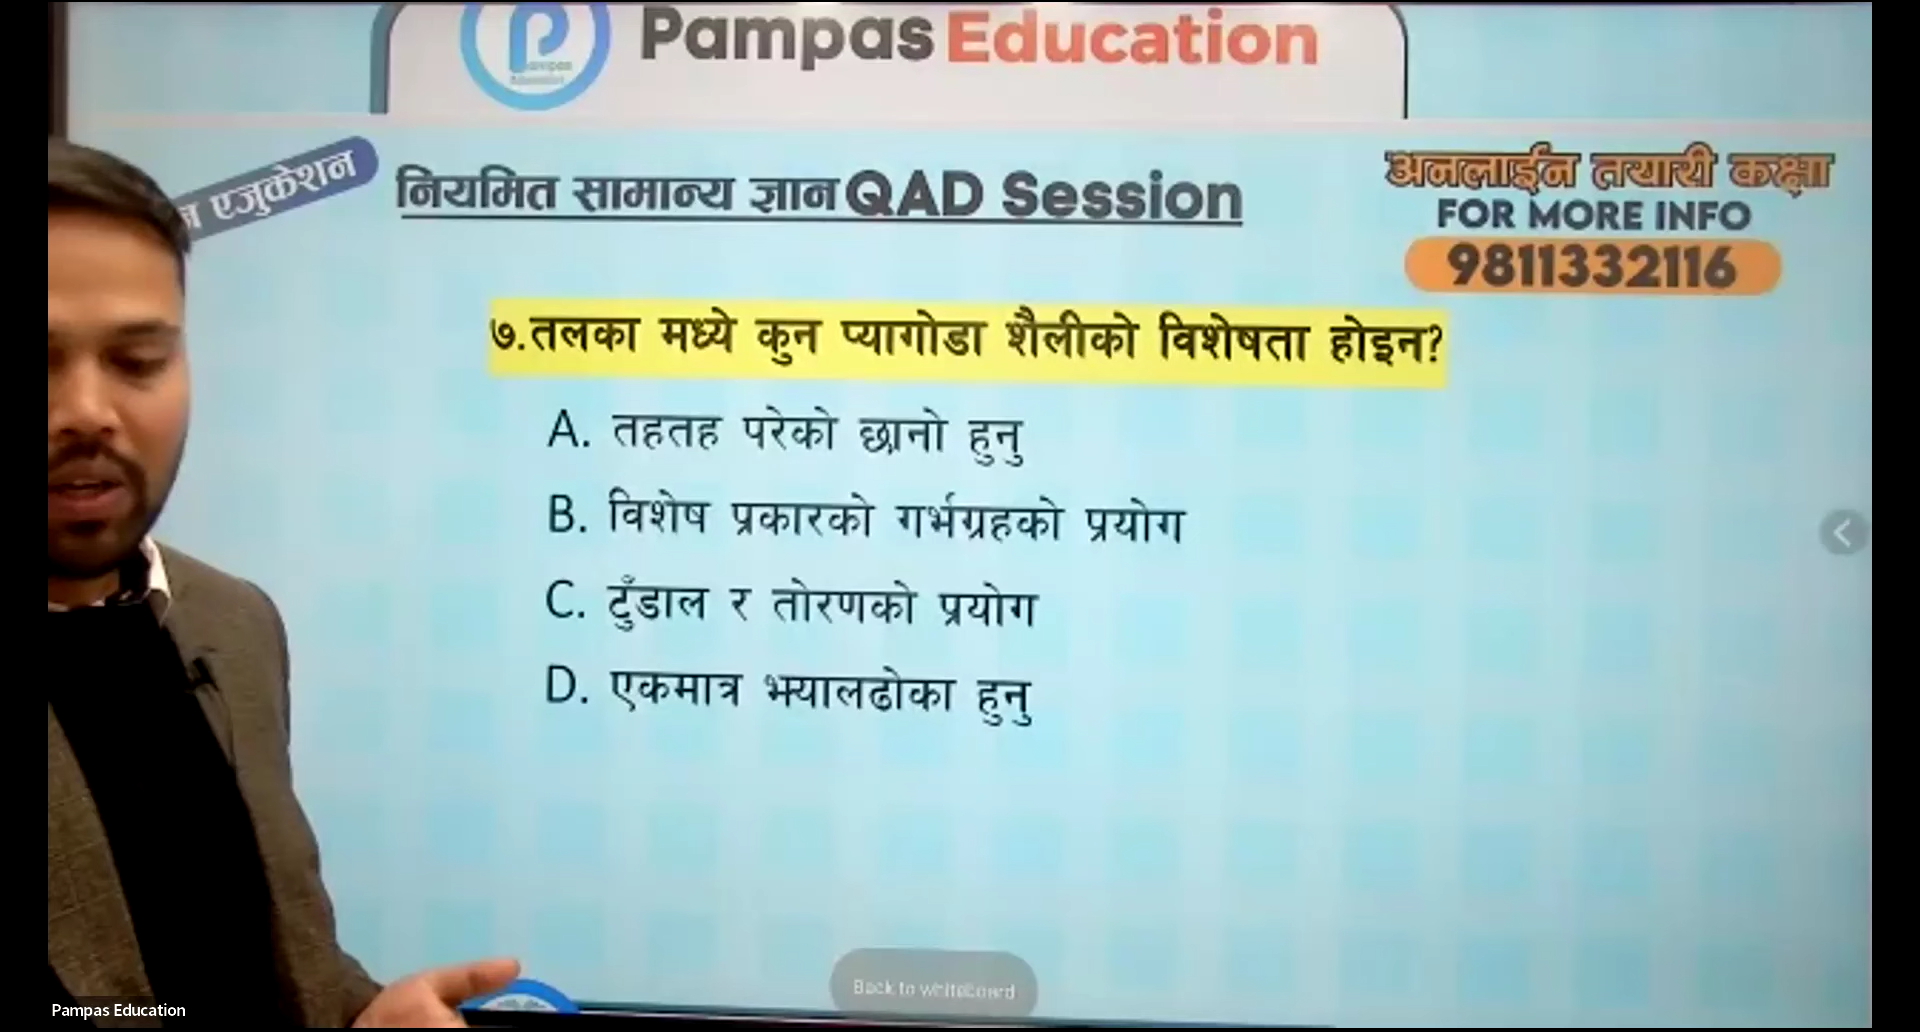 Pampas Education
नियमित सामान्य ज्ञान QAD Session
एजुकेशन
अनलाईन तयारी कक्षा
FOR MORE INFO
9811332116
७.तलका मध्ये कुन प्यागोडा शैलीको विशेषता होइन?
A. तहतह परेको छानो हुनु
B. विशेष प्रकारको गर्भग्रहको प्रयोग
C. टुँडाल र तोरणको प्रयोग
D. एकमात्र भ्यालढोका हुनु
Back to whiteboard
Pampas Education